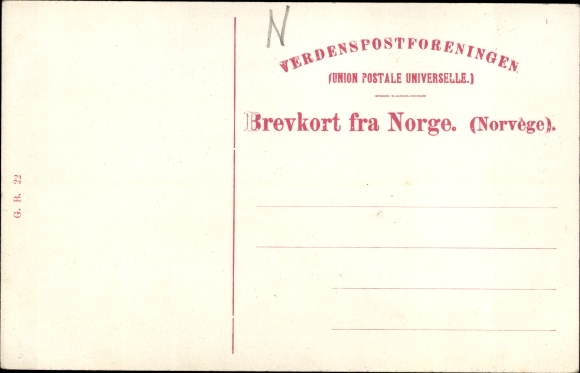 N
VERDENSPOSTFORENINGEN
(UNION POSTALE UNIVERSELLE.)
Brevkort fra Norge. (Norvège).
G. B. 22